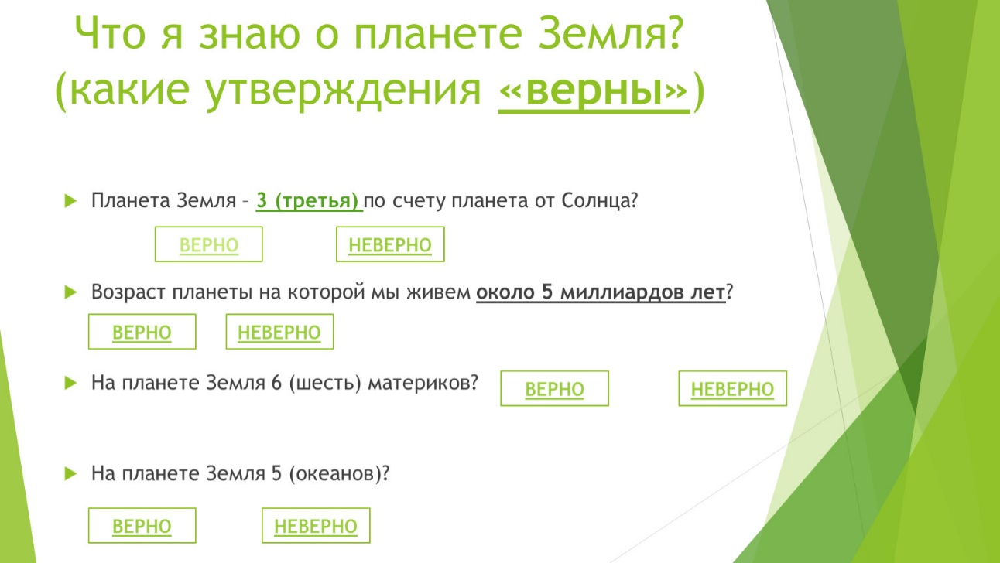 Что я знаю о планете Земля?
(какие утверждения «верны»)
Планета Земля – 3 (третья) по счету планета от Солнца?
ВЕРНО НЕВЕРНО
Возраст планеты на которой мы живем около 5 миллиардов лет?
ВЕРНО НЕВЕРНО
На планете Земля 6 (шесть) материков? ВЕРНО НЕВЕРНО
На планете Земля 5 (океанов)?
ВЕРНО НЕВЕРНО